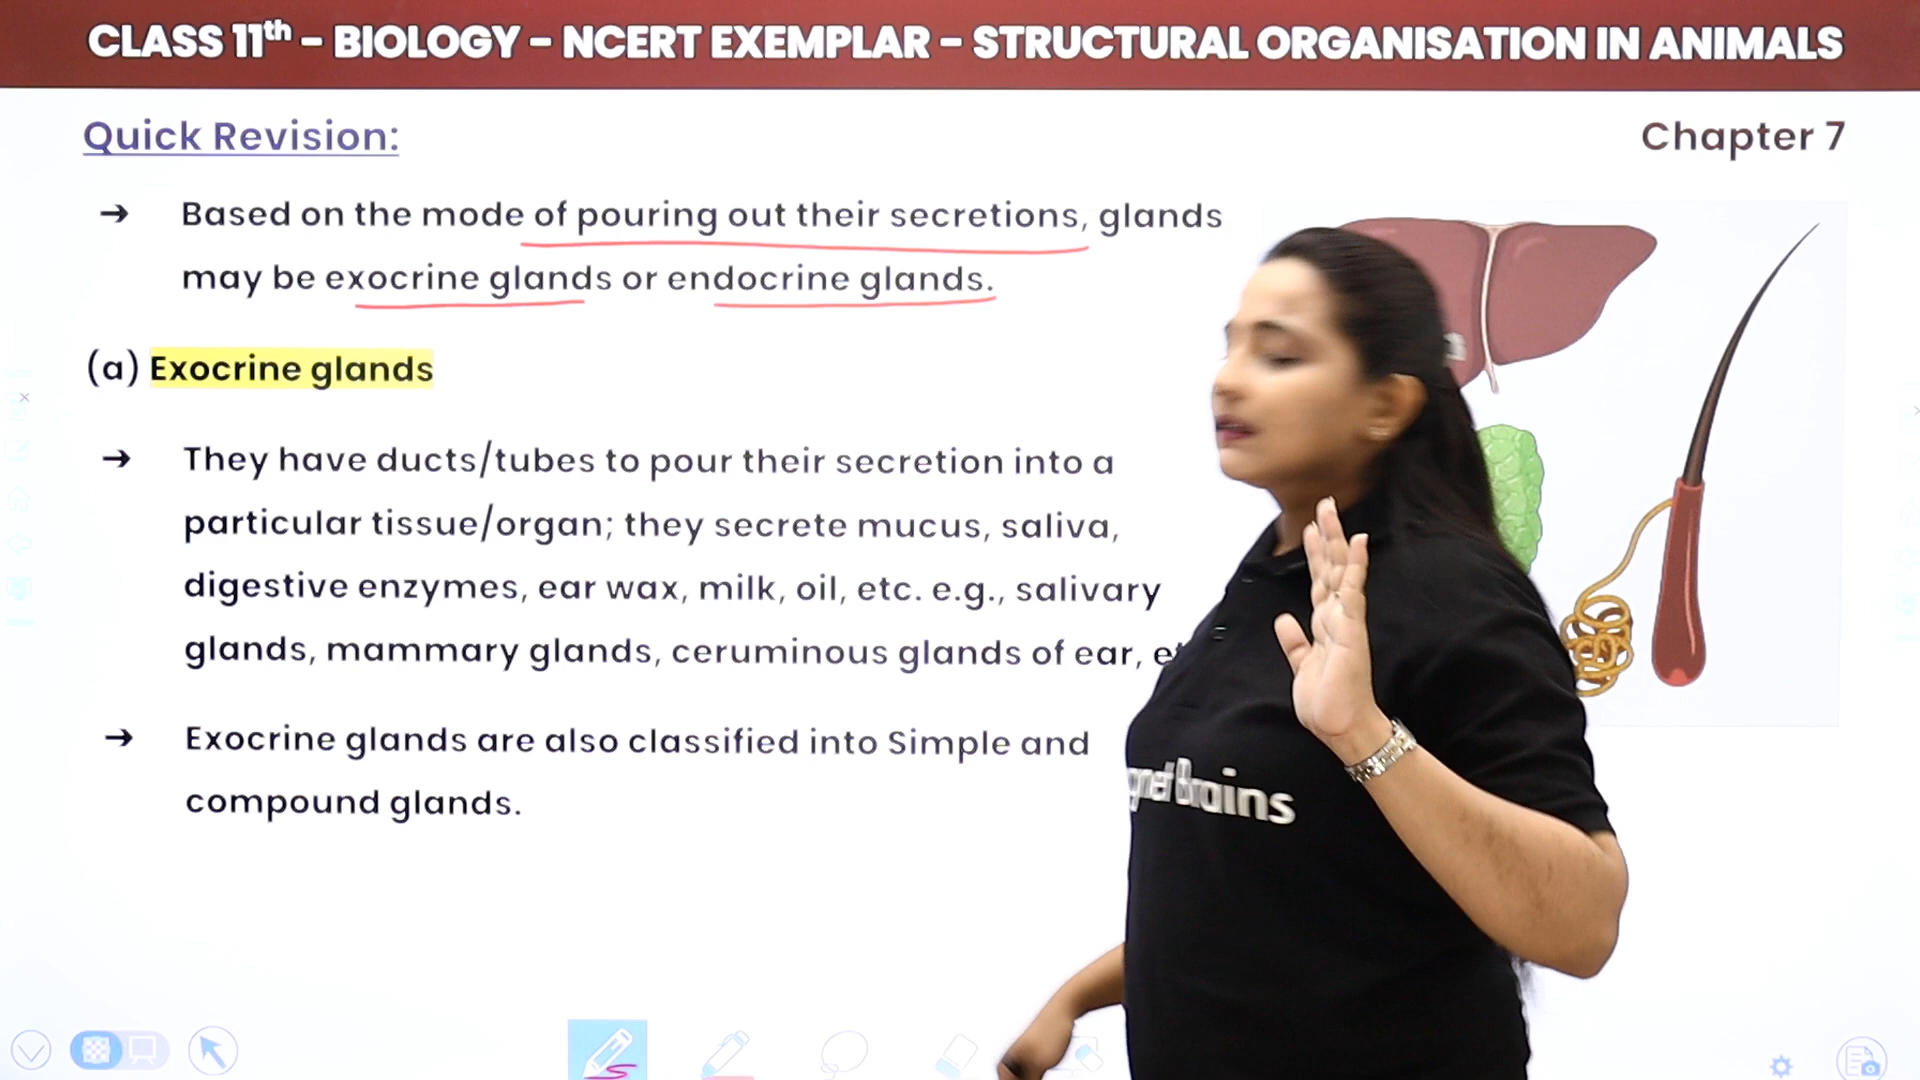 CLASS 11th - BIOLOGY - NCERT EXEMPLAR - STRUCTURAL ORGANISATION IN ANIMALS
Quick Revision:
Chapter 7
→ Based on the mode of pouring out their secretions, glands
may be exocrine glands or endocrine glands.
(a) Exocrine glands
→ They have ducts/tubes to pour their secretion into a
particular tissue/organ; they secrete mucus, saliva,
digestive enzymes, ear wax, milk, oil, etc. e.g., salivary
glands, mammary glands, ceruminous glands of ear,
→ Exocrine glands are also classified into Simple and
compound glands.
Brains